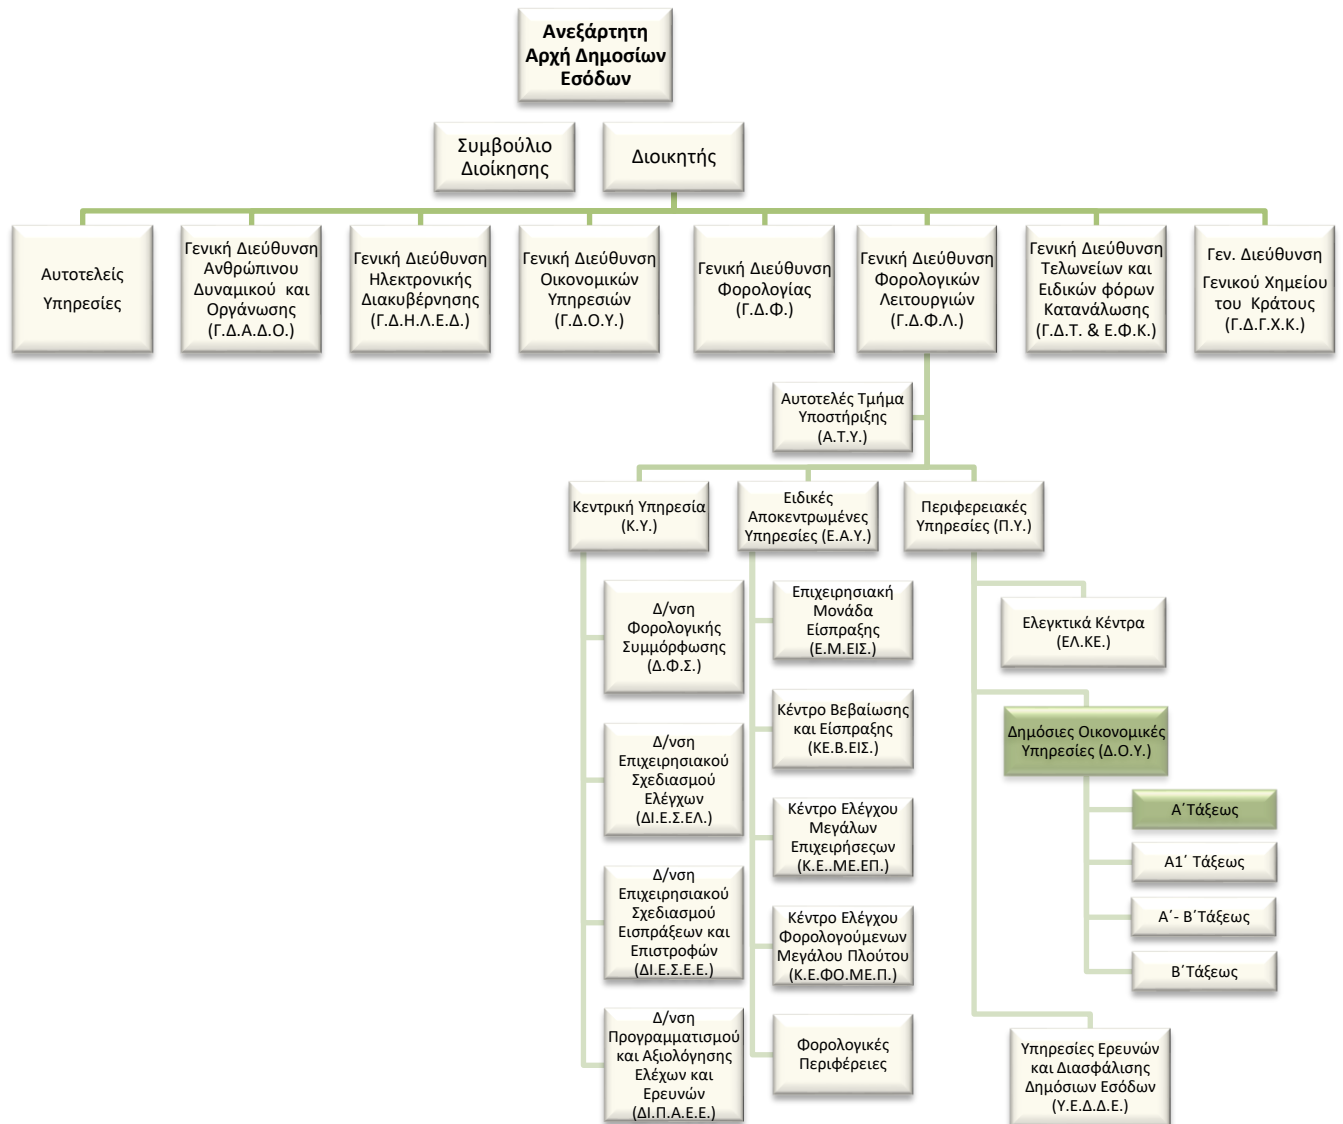 Ανεξάρτητη
Αρχή Δημοσίων
Εσόδων
Συμβούλιο
Διοίκησης
Διοικητής
Αυτοτελείς
Υπηρεσίες
Γενική Διεύθυνση
Ανθρώπινου
Δυναμικού και
Οργάνωσης
(Γ.Δ.Α.Δ.Ο.)
Γενική Διεύθυνση
Ηλεκτρονικής
Διακυβέρνησης
(Γ.Δ.Η.Λ.Ε.Δ.)
Γενική Διεύθυνση
Οικονομικών
Υπηρεσιών
(Γ.Δ.Ο.Υ.)
Γενική Διεύθυνση
Φορολογίας
(Γ.Δ.Φ.)
Γενική Διεύθυνση
Φορολογικών
Λειτουργιών
(Γ.Δ.Φ.Λ.)
Γενική Διεύθυνση
Τελωνείων και
Ειδικών φόρων
Κατανάλωσης
(Γ.Δ.Τ. & Ε.Φ.Κ.)
Γεν. Διεύθυνση
Γενικού Χημείου
του Κράτους
(Γ.Δ.Γ.Χ.Κ.)
Αυτοτελές Τμήμα
Υποστήριξης
(Α.Τ.Υ.)
Κεντρική Υπηρεσία
(Κ.Υ.)
Ειδικές
Αποκεντρωμένες
Υπηρεσίες (Ε.Α.Υ.)
Περιφερειακές
Υπηρεσίες (Π.Υ.)
Δ/νση
Φορολογικής
Συμμόρφωσης
(Δ.Φ.Σ.)
Δ/νση
Επιχειρησιακού
Σχεδιασμού
Ελέγχων
(ΔΙ.Ε.Σ.ΕΛ.)
Δ/νση
Επιχειρησιακού
Σχεδιασμού
Εισπράξεων και
Επιστροφών
(ΔΙ.Ε.Σ.Ε.Ε.)
Δ/νση
Προγραμματισμού
και Αξιολόγησης
Ελέχων και
Ερευνών
(ΔΙ.Π.Α.Ε.Ε.)
Επιχειρησιακή
Μονάδα
Είσπραξης
(Ε.Μ.ΕΙΣ.)
Κέντρο Βεβαίωσης
και Είσπραξης
(ΚΕ.Β.ΕΙΣ.)
Κέντρο Ελέγχου
Μεγάλων
Επιχειρήσεςων
(Κ.Ε..ΜΕ.ΕΠ.)
Κέντρο Ελέγχου
Φορολογούμενων
Μεγάλου Πλούτου
(Κ.Ε.ΦΟ.ΜΕ.Π.)
Φορολογικές
Περιφέρειες
Ελεγκτικά Κέντρα
(ΕΛ.ΚΕ.)
Δημόσιες Οικονομικές
Υπηρεσίες (Δ.Ο.Υ.)
Α΄Τάξεως
Α1΄ Τάξεως
Α΄- Β΄Τάξεως
Β΄Τάξεως
Υπηρεσίες Ερευνών
και Διασφάλισης
Δημόσιων Εσόδων
(Υ.Ε.Δ.Δ.Ε.)